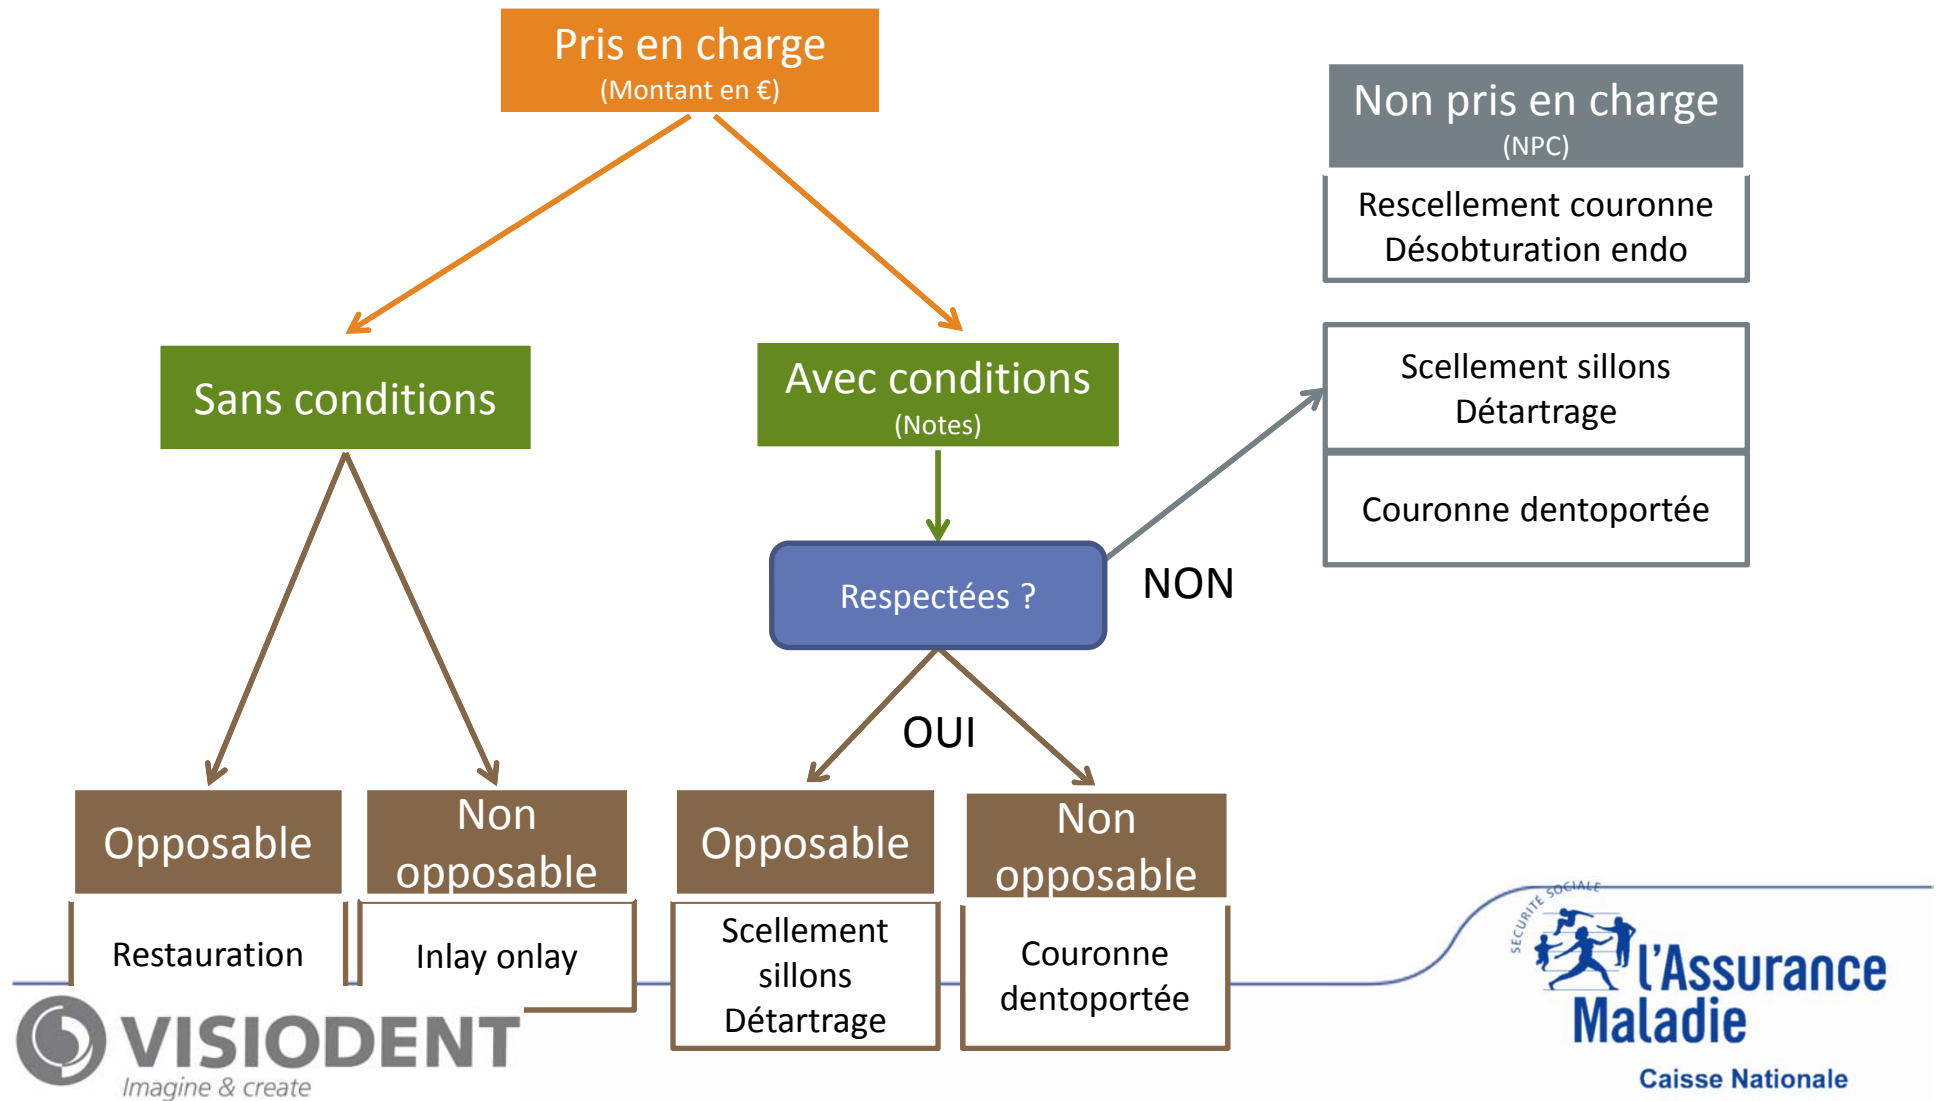 Pris en charge
(Montant en €)
Non pris en charge
(NPC)
Rescellement couronne
Désobturation endo
Sans conditions
Avec conditions
(Notes)
Scellement sillons
Détartrage
Couronne dentoportée
Respectées ?
NON
OUI
Opposable
Non
opposable
Opposable
Non
opposable
Restauration
Inlay onlay
Scellement
sillons
Détartrage
Couronne
dentoportée
VISIODENT
Imagine & create
SÉCURITÉ SOCIALE
l'Assurance
Maladie
Caisse Nationale